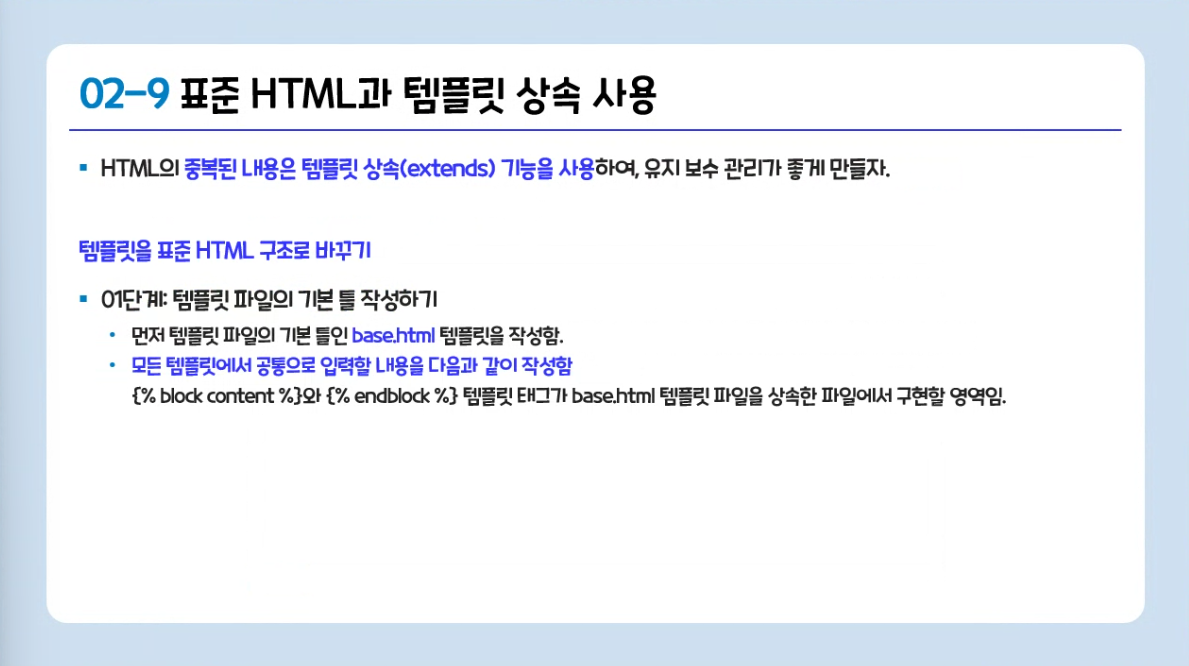 02-9 표준 HTML과 템플릿 상속 사용
▪ HTML의 중복된 내용은 템플릿 상속(extends) 기능을 사용하여, 유지 보수 관리가 좋게 만들자.
템플릿을 표준 HTML 구조로 바꾸기
▪ 01단계: 템플릿 파일의 기본 틀 작성하기
• 먼저 템플릿 파일의 기본 틀인 base.html 템플릿을 작성함.
• 모든 템플릿에서 공통으로 입력할 내용을 다음과 같이 작성함
{% block content %}와 {% endblock %} 템플릿 태그가 base.html 템플릿 파일을 상속한 파일에서 구현할 영역임.